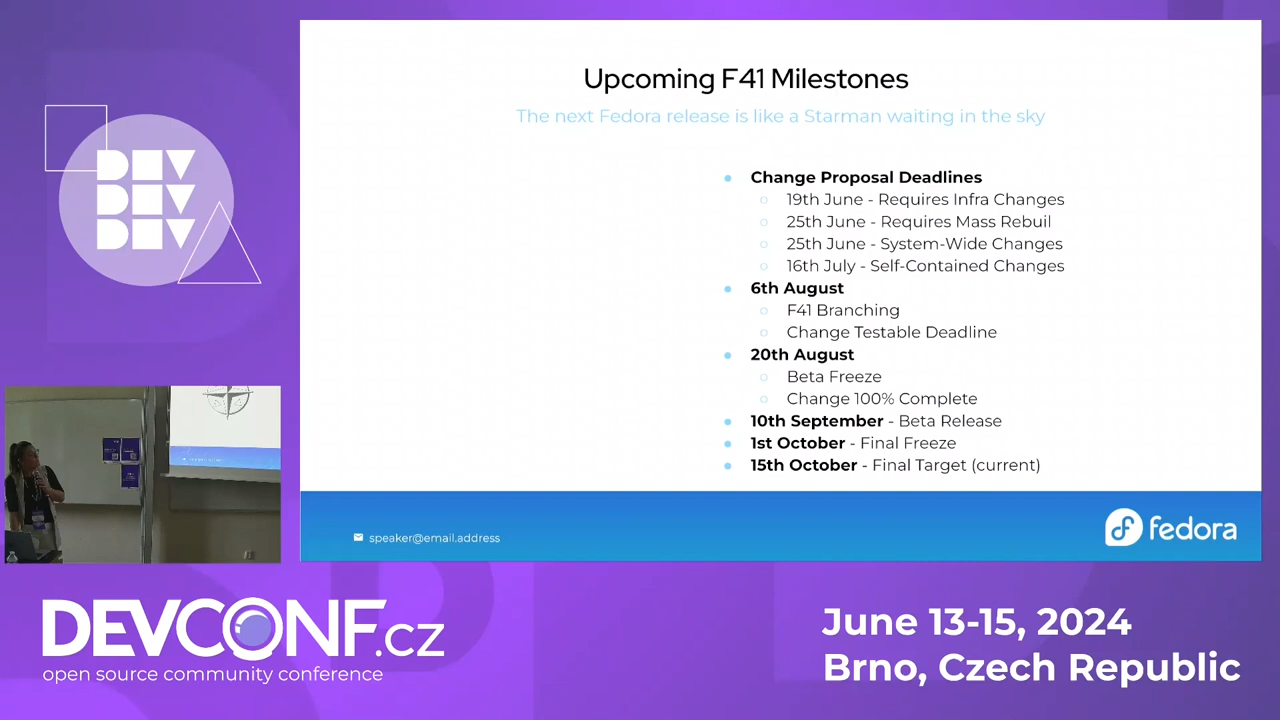 Upcoming F41 Milestones
The next Fedora release is like a Starman waiting in the sky
Change Proposal Deadlines
19th June - Requires Infra Changes
25th June - Requires Mass Rebuil
25th June - System-Wide Changes
16th July - Self-Contained Changes
6th August
F41 Branching
Change Testable Deadline
20th August
Beta Freeze
Change 100% Complete
10th September - Beta Release
1st October - Final Freeze
15th October - Final Target (current)
speaker@email.address
fedora
DEV
DEV
DEV
DEVCONF.cz
open source community conference
June 13-15, 2024
Brno, Czech Republic